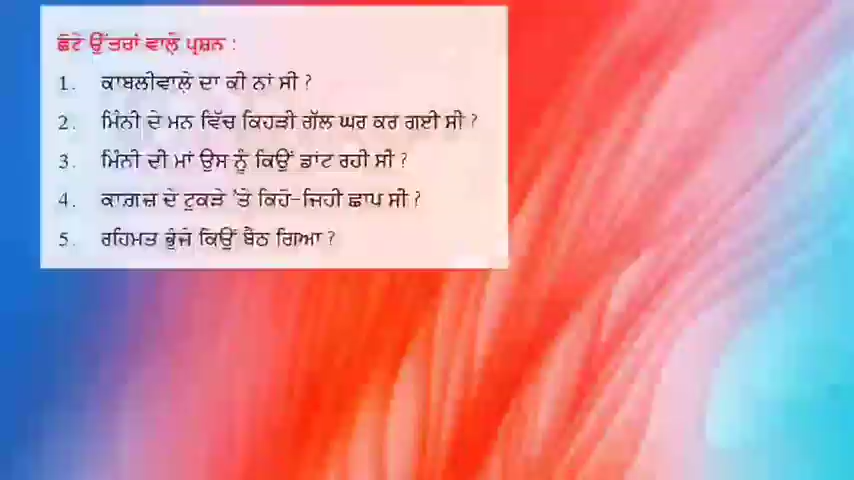 ਛੋਟੇ ਉੱਤਰਾਂ ਵਾਲ਼ੇ ਪ੍ਰਸ਼ਨ :
1. ਕਾਬਲੀਵਾਲ਼ੇ ਦਾ ਕੀ ਨਾਂ ਸੀ ?
2. ਮਿੰਨੀ ਦੇ ਮਨ ਵਿੱਚ ਕਿਹੜੀ ਗੱਲ ਘਰ ਕਰ ਗਈ ਸੀ ?
3. ਮਿੰਨੀ ਦੀ ਮਾਂ ਉਸ ਨੂੰ ਕਿਉਂ ਡਾਂਟ ਰਹੀ ਸੀ ?
4. ਕਾਗ਼ਜ਼ ਦੇ ਟੁਕੜੇ 'ਤੇ ਕਿਹੋ-ਜਿਹੀ ਛਾਪ ਸੀ ?
5. ਰਹਿਮਤ ਭੁੰਜੇ ਕਿਉਂ ਬੈਠ ਗਿਆ ?